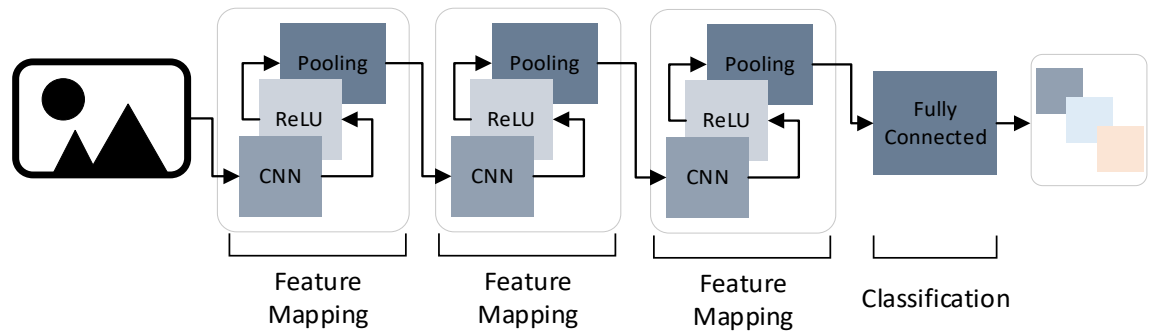 Pooling
ReLU
CNN
Pooling
ReLU
CNN
Pooling
ReLU
CNN
Fully
Connected
Feature
Mapping
Feature
Mapping
Feature
Mapping
Classification